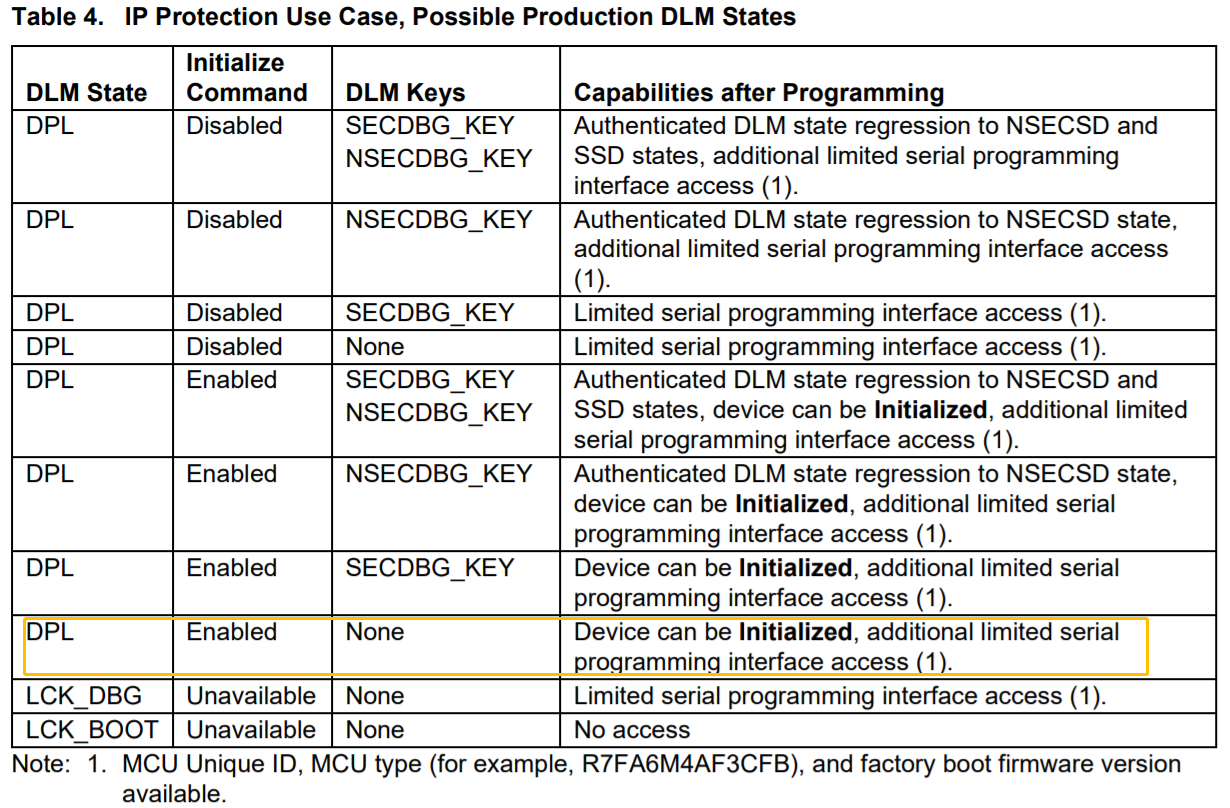 Table 4. IP Protection Use Case, Possible Production DLM States
DLM State Initialize Command DLM Keys Capabilities after Programming
DPL Disabled SECDBG_KEY Authenticated DLM state regression to NSECSD and
NSECDBG_KEY SSD states, additional limited serial programming
interface access (1).
DPL Disabled NSECDBG_KEY Authenticated DLM state regression to NSECSD state,
additional limited serial programming interface access
(1).
DPL Disabled SECDBG_KEY Limited serial programming interface access (1).
DPL Disabled None Limited serial programming interface access (1).
DPL Enabled SECDBG_KEY Authenticated DLM state regression to NSECSD and
NSECDBG_KEY SSD states, device can be Initialized, additional limited
serial programming interface access (1).
DPL Enabled NSECDBG_KEY Authenticated DLM state regression to NSECSD state,
device can be Initialized, additional limited serial
programming interface access (1).
DPL Enabled SECDBG_KEY Device can be Initialized, additional limited serial
programming interface access (1).
DPL Enabled None Device can be Initialized, additional limited serial
programming interface access (1).
LCK_DBG Unavailable None Limited serial programming interface access (1).
LCK_BOOT Unavailable None No access
Note: 1. MCU Unique ID, MCU type (for example, R7FA6M4AF3CFB), and factory boot firmware version
available.